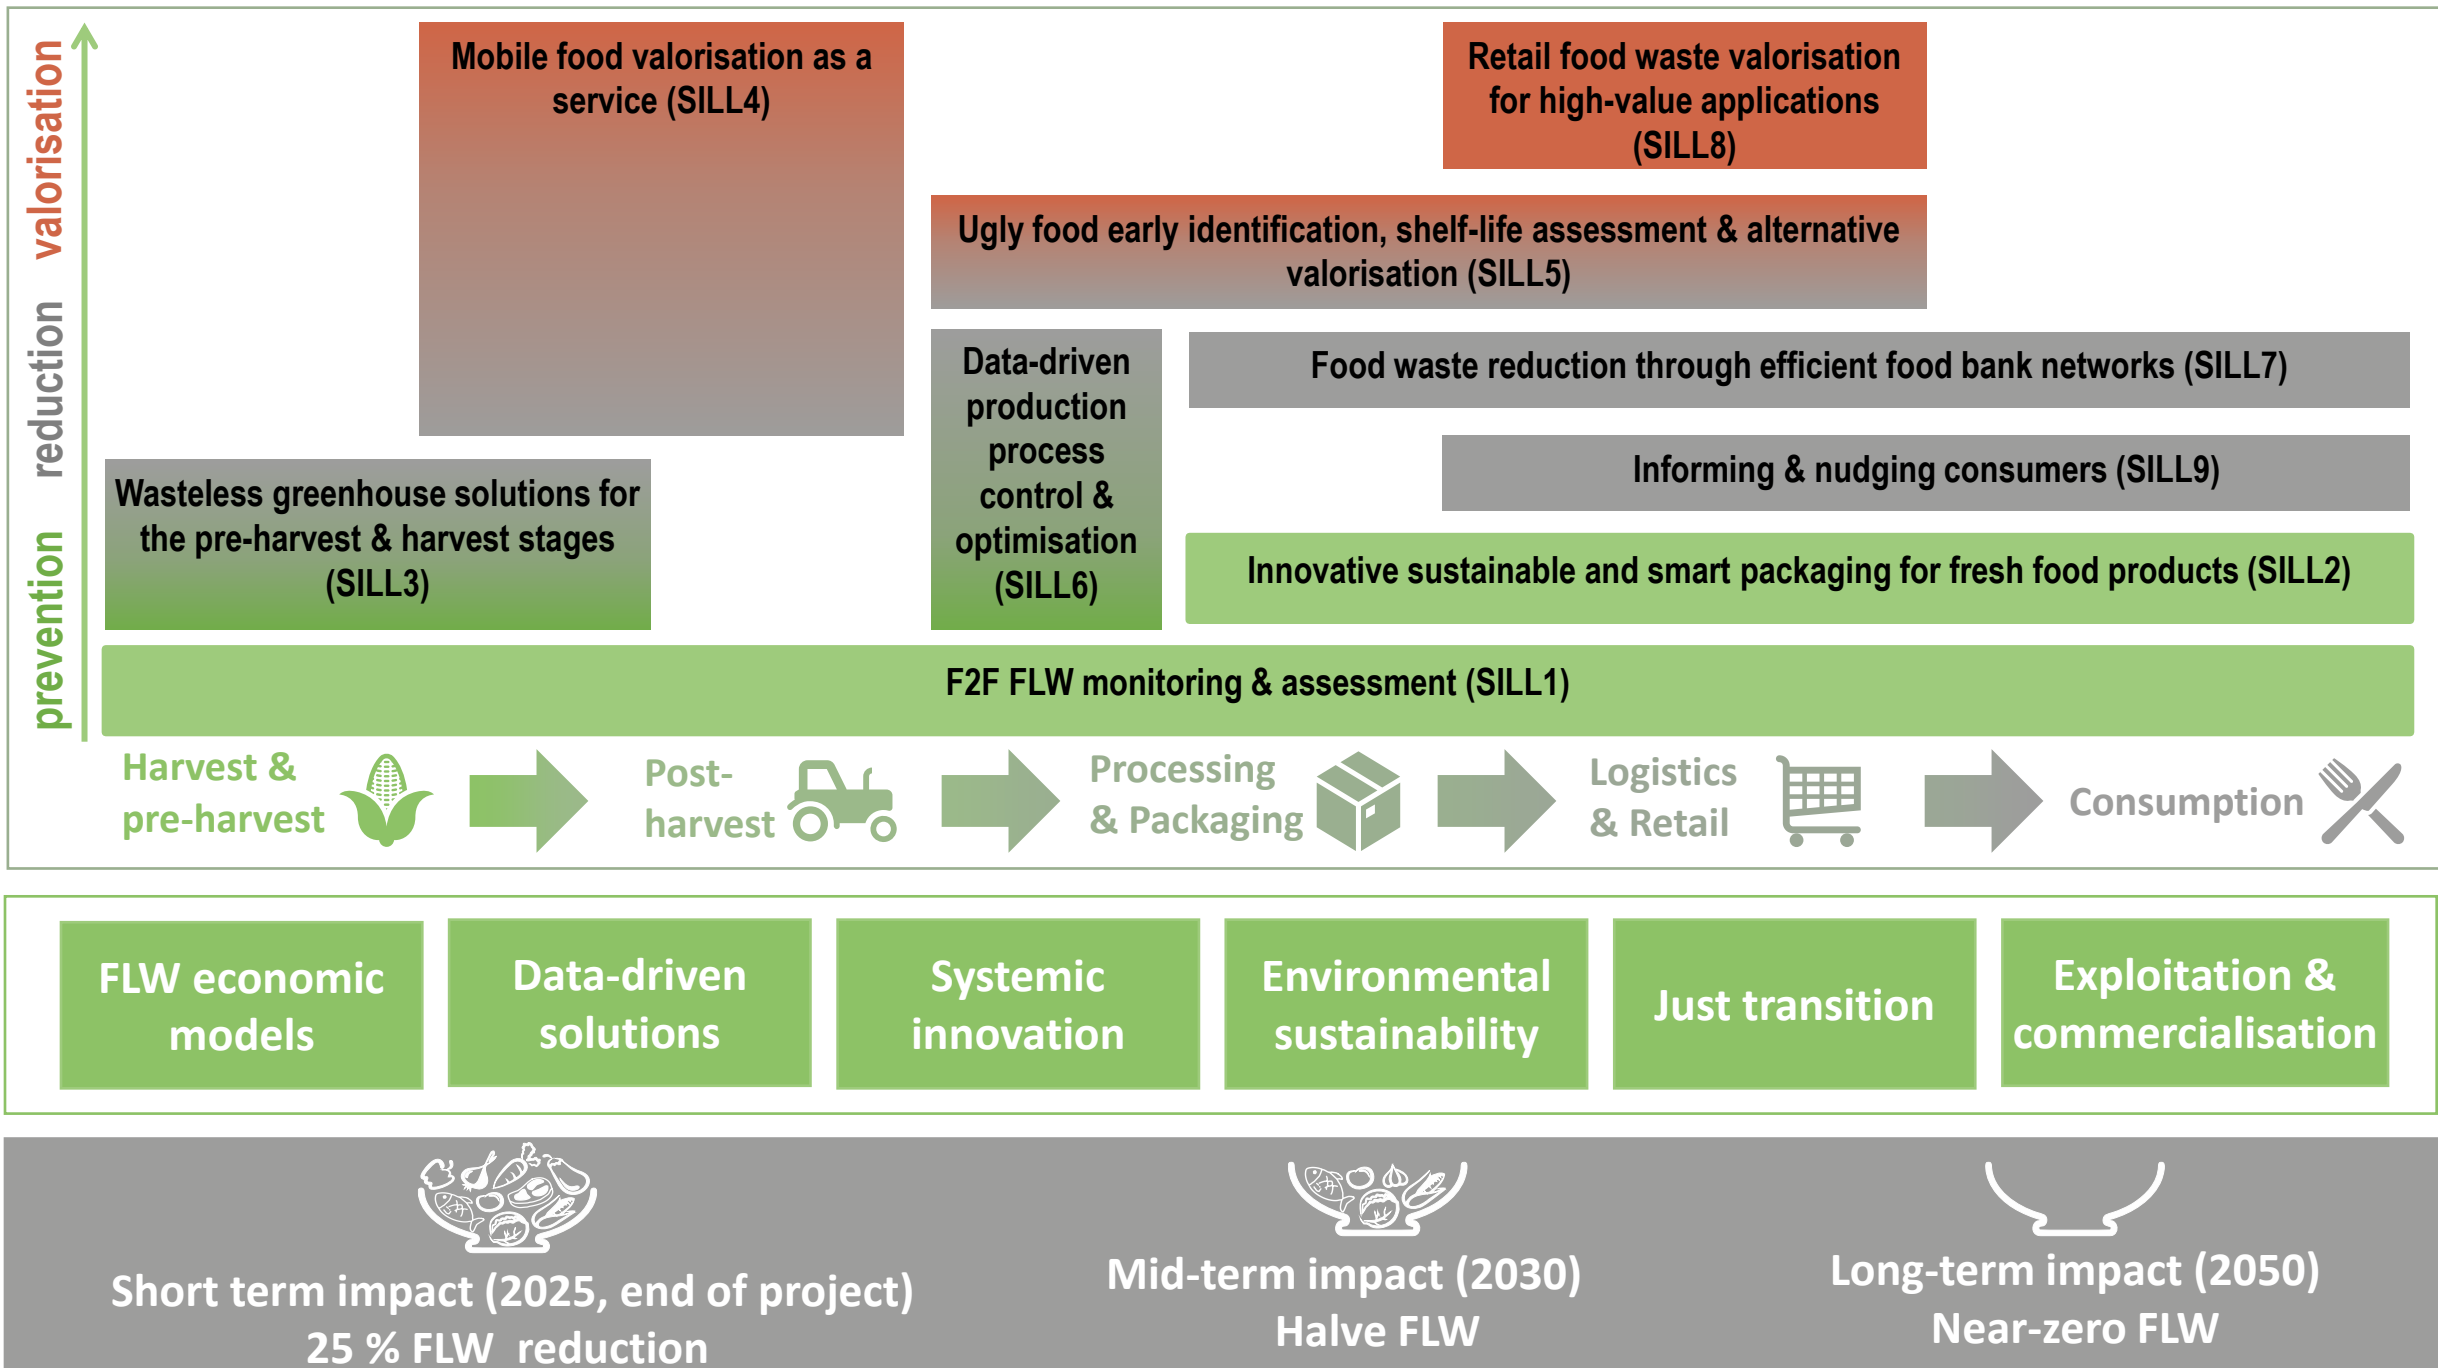 valorisation
reduction
prevention
Mobile food valorisation as a
service (SILL4)
Retail food waste valorisation
for high-value applications
(SILL8)
Ugly food early identification, shelf-life assessment & alternative
valorisation (SILL5)
Data-driven
production
process
control &
optimisation
(SILL6)
Food waste reduction through efficient food bank networks (SILL7)
Informing & nudging consumers (SILL9)
Wasteless greenhouse solutions for
the pre-harvest & harvest stages
(SILL3)
Innovative sustainable and smart packaging for fresh food products (SILL2)
F2F FLW monitoring & assessment (SILL1)
Harvest &
pre-harvest
Post-
harvest
Processing
& Packaging
Logistics
& Retail
Consumption
FLW economic
models
Data-driven
solutions
Systemic
innovation
Environmental
sustainability
Just transition
Exploitation &
commercialisation
Short term impact (2025, end of project)
25 % FLW  reduction
Mid-term impact (2030)
Halve FLW
Long-term impact (2050)
Near-zero FLW